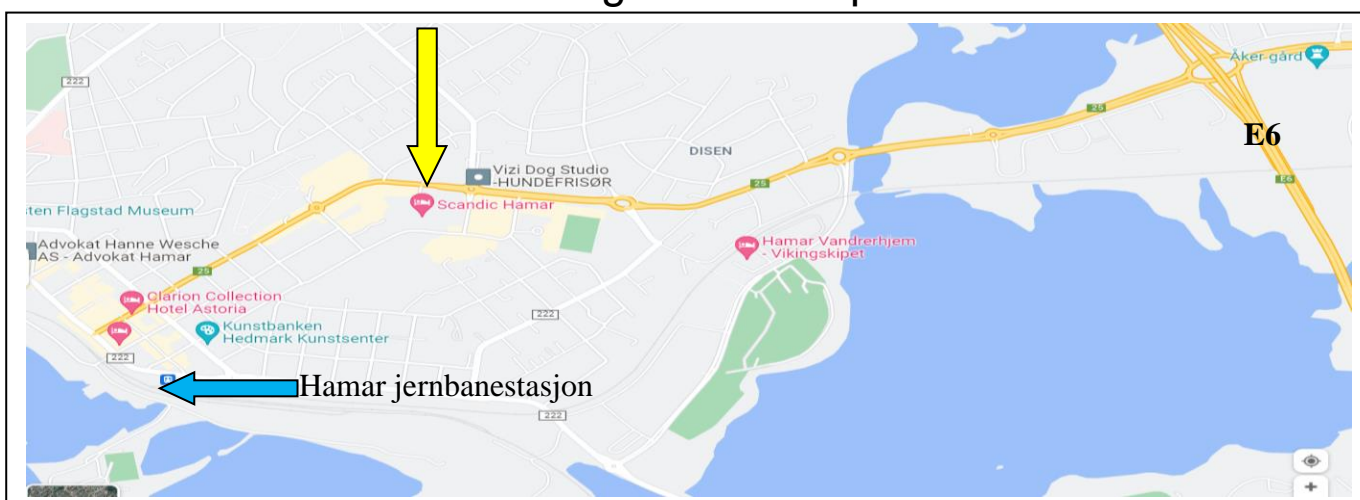 Åker gård
222
25
E6
DISEN
Vizi Dog Studio
-HUNDEFRISØR
25
E6
Scandic Hamar
ten Flagstad Museum
Advokat Hanne Wesche
AS - Advokat Hamar
Hamar Vandrerhjem
- Vikingskipet
25
Clarion Collection
Hotel Astoria
222
Kunstbanken
Hedmark Kunstsenter
222
Hamar jernbanestasjon
222
+